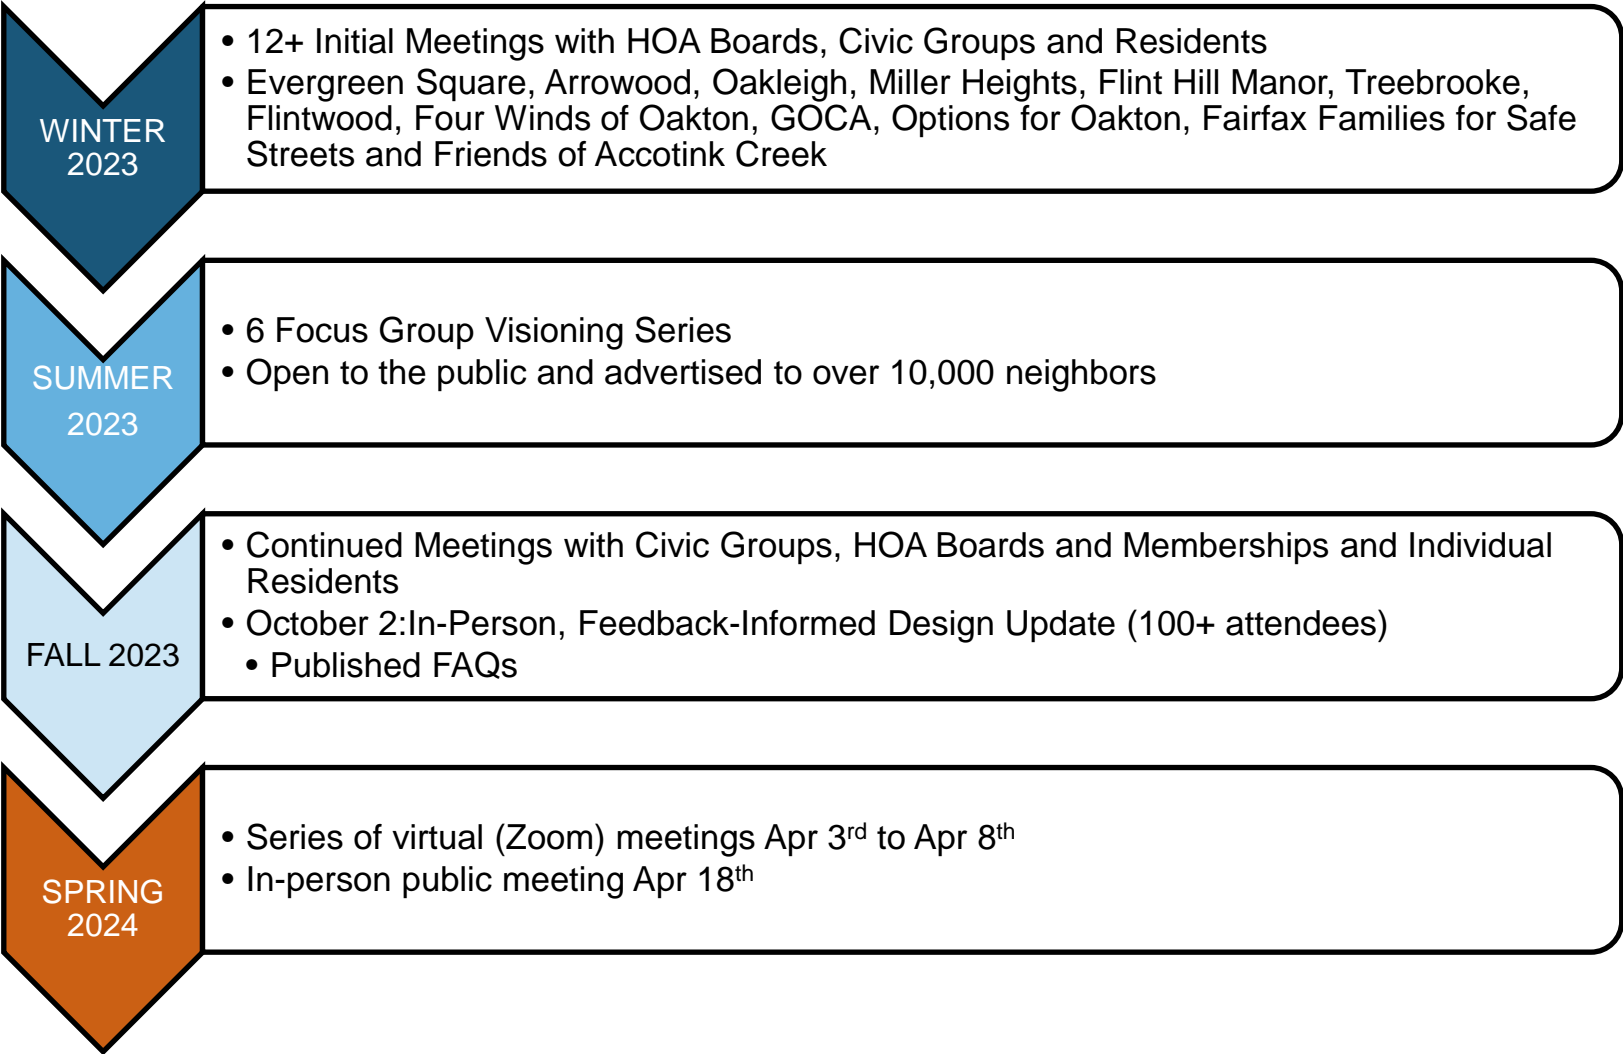 WINTER
2023
• 12+ Initial Meetings with HOA Boards, Civic Groups and Residents
• Evergreen Square, Arrowood, Oakleigh, Miller Heights, Flint Hill Manor, Treebrooke,
Flintwood, Four Winds of Oakton, GOCA, Options for Oakton, Fairfax Families for Safe
Streets and Friends of Accotink Creek
SUMMER
2023
• 6 Focus Group Visioning Series
• Open to the public and advertised to over 10,000 neighbors
FALL 2023
• Continued Meetings with Civic Groups, HOA Boards and Memberships and Individual
Residents
• October 2:In-Person, Feedback-Informed Design Update (100+ attendees)
• Published FAQs
SPRING
2024
• Series of virtual (Zoom) meetings Apr 3rd to Apr 8th
• In-person public meeting Apr 18th